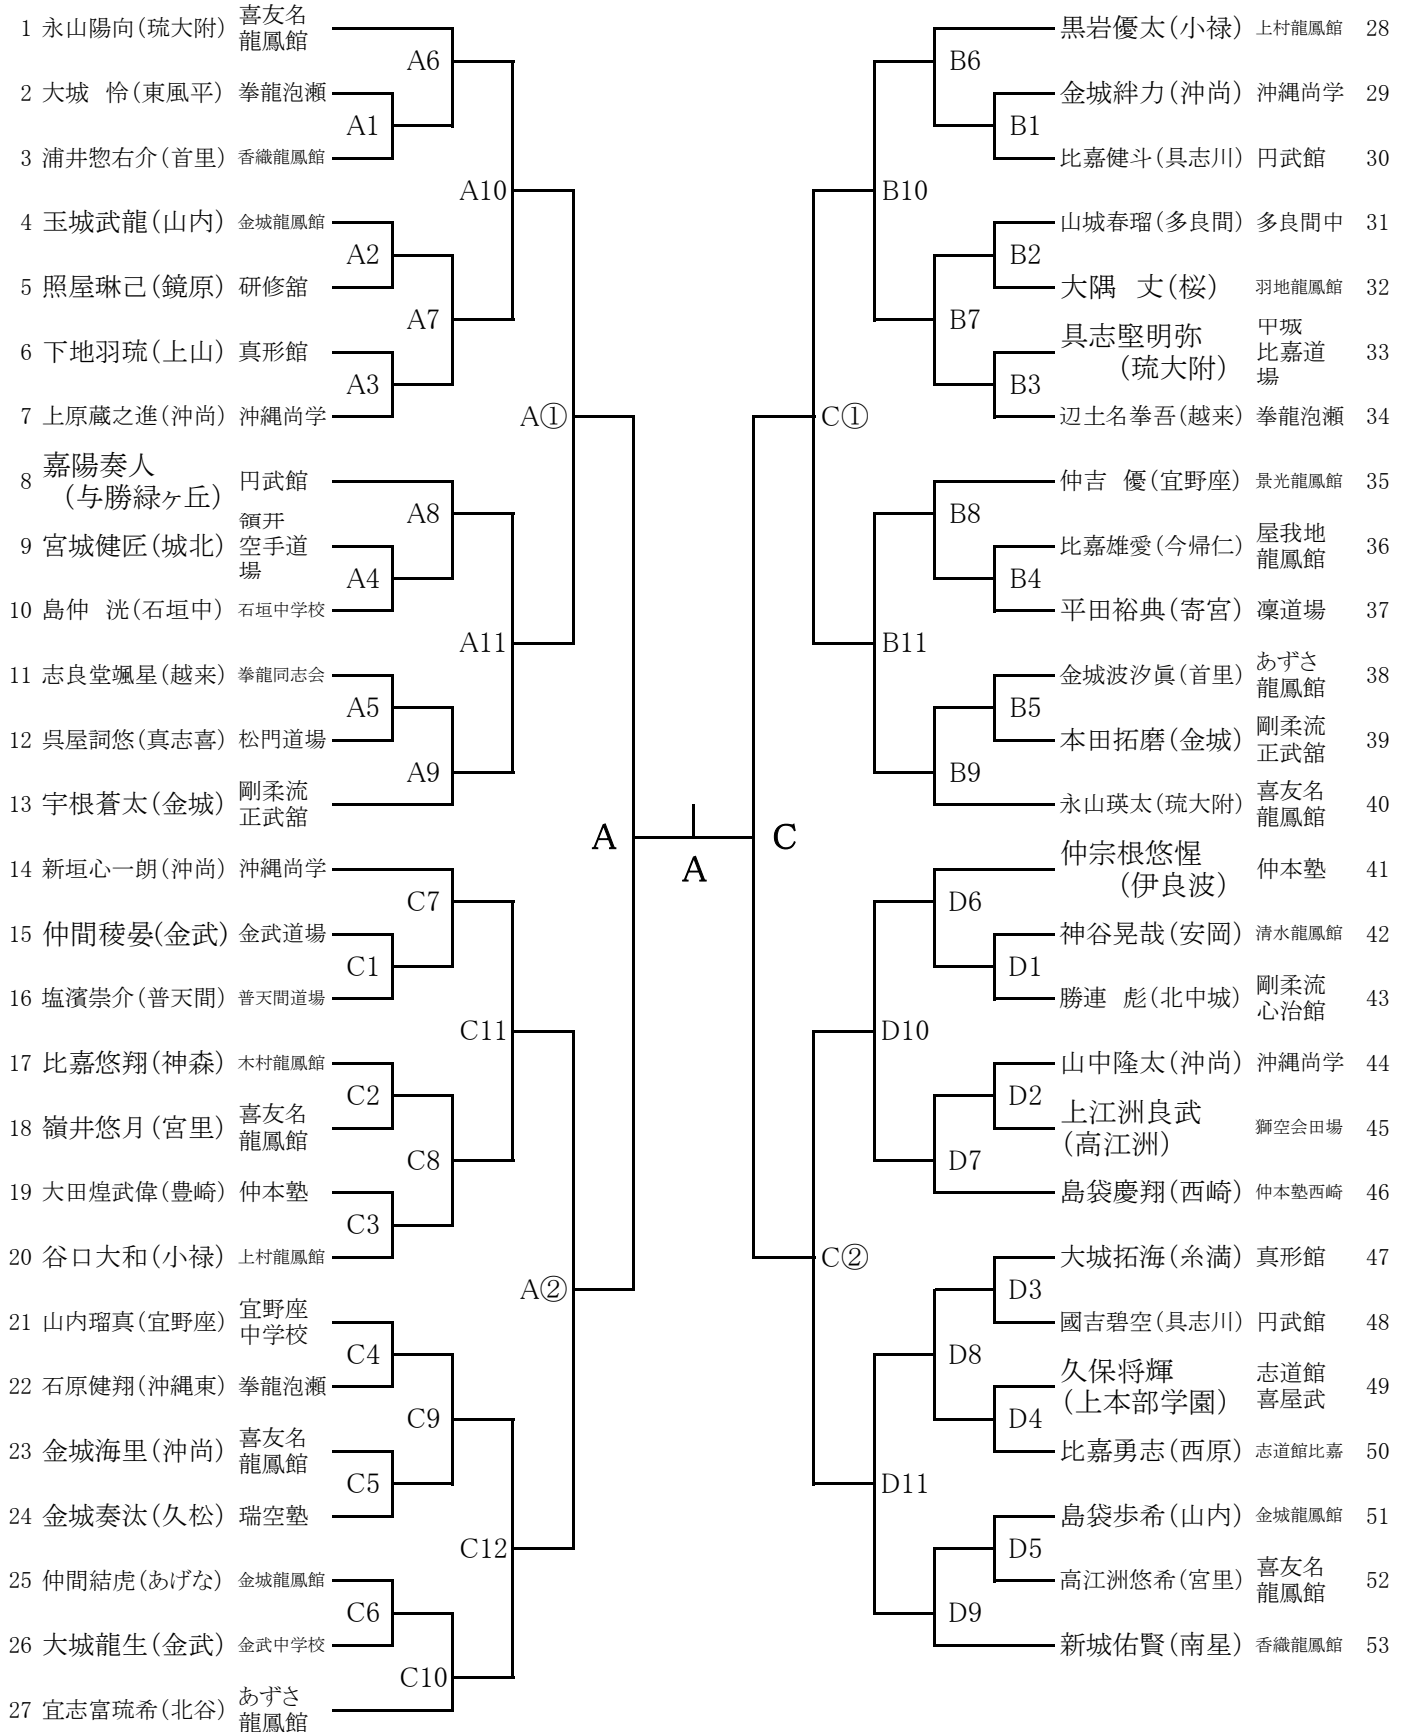 1 永山陽向(琉大附) 喜友名
龍鳳館
2 大城 怜(東風平) 拳龍泡瀬
3 浦井惣右介(首里) 香織龍鳳館
4 玉城武龍(山内) 金城龍鳳館
5 照屋琳己(鏡原) 研修舘
6 下地羽琉(上山) 真形館
7 上原蔵之進(沖尚) 沖縄尚学
8 嘉陽奏人
(与勝緑ヶ丘) 円武館
9 宮城健匠(城北) 嶺井
空手道
場
10 島仲 洸(石垣中) 石垣中学校
11 志良堂颯星(越来) 拳龍同志会
12 呉屋詞悠(真志喜) 松門道場
13 宇根蒼太(金城) 剛柔流
正武舘
14 新垣心一朗(沖尚) 沖縄尚学
15 仲間稜晏(金武) 金武道場
16 塩濱崇介(普天間) 普天間道場
17 比嘉悠翔(神森) 木村龍鳳館
18 嶺井悠月(宮里) 喜友名
龍鳳館
19 大田煌武偉(豊崎) 仲本塾
20 谷口大和(小禄) 上村龍鳳館
21 山内瑠真(宜野座) 宜野座
中学校
22 石原健翔(沖縄東) 拳龍泡瀬
23 金城海里(沖尚) 喜友名
龍鳳館
24 金城奏汰(久松) 瑞空塾
25 仲間結虎(あげな) 金城龍鳳館
26 大城龍生(金武) 金武中学校
27 宜志富琉希(北谷) あずさ
龍鳳館
A6
A1
A10
A2
A7
A3
A①
A8
A4
A11
A5
A9
C7
C1
C11
C2
C8
C3
A②
C4
C9
C5
C12
C6
C10
A
A
C
B6
B1
B10
B2
B7
B3
C①
B8
B4
B11
B5
B9
D6
D1
D10
D2
D7
C②
D3
D8
D4
D11
D5
D9
黒岩優太(小禄) 上村龍鳳館 28
金城絆力(沖尚) 沖縄尚学 29
比嘉健斗(具志川) 円武館 30
山城春瑠(多良間) 多良間中 31
大隅 丈(桜) 羽地龍鳳館 32
具志堅明弥
(琉大附) 中城
比嘉道
場 33
辺土名拳吾(越来) 拳龍泡瀬 34
仲吉 優(宜野座) 景光龍鳳館 35
比嘉雄愛(今帰仁) 屋我地
龍鳳館 36
平田裕典(寄宮) 凜道場 37
金城波汐眞(首里) あずさ
龍鳳館 38
本田拓磨(金城) 剛柔流
正武舘 39
永山瑛太(琉大附) 喜友名
龍鳳館 40
仲宗根悠惺
(伊良波) 仲本塾 41
神谷晃哉(安岡) 清水龍鳳館 42
勝連 彪(北中城) 剛柔流
心治館 43
山中隆太(沖尚) 沖縄尚学 44
上江洲良武
(高江洲) 獅空会田場 45
島袋慶翔(西崎) 仲本塾西崎 46
大城拓海(糸満) 真形館 47
國吉碧空(具志川) 円武館 48
久保将輝
(上本部学園) 志道館
喜屋武 49
比嘉勇志(西原) 志道館比嘉 50
島袋歩希(山内) 金城龍鳳館 51
高江洲悠希(宮里) 喜友名
龍鳳館 52
新城佑賢(南星) 香織龍鳳館 53